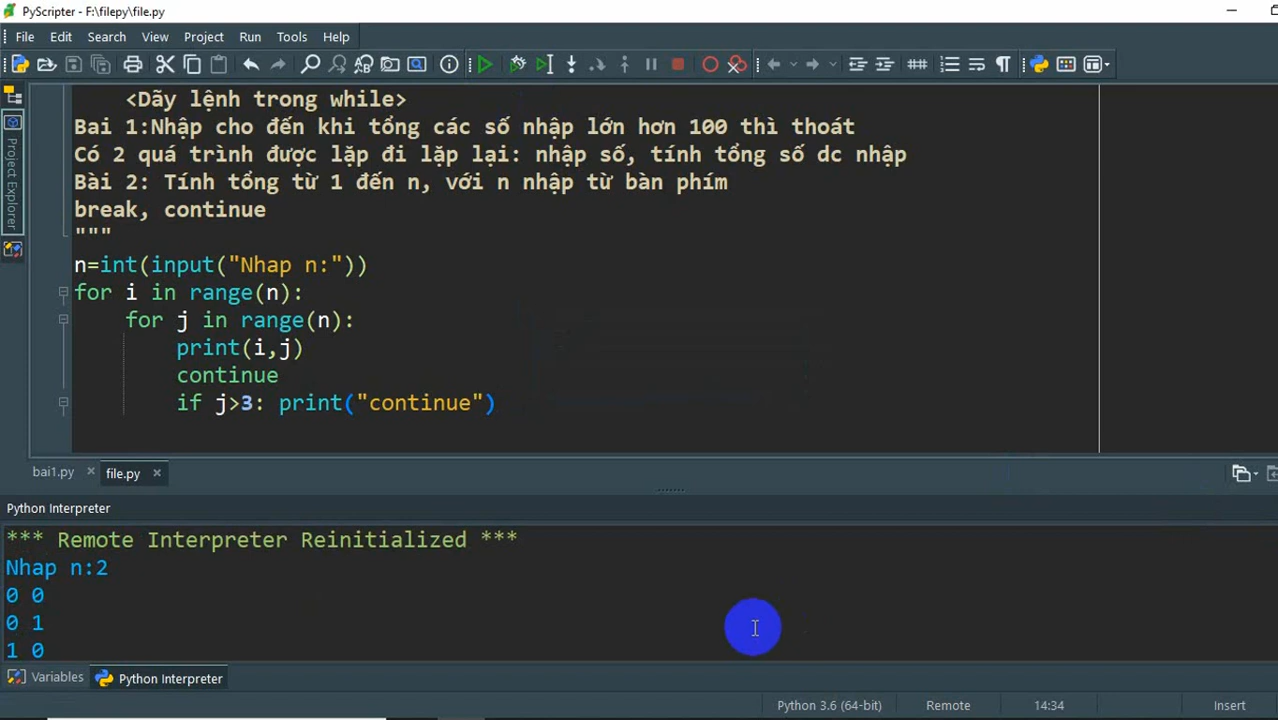 PyScripter - F:\filepy\file.py
File Edit Search View Project Run Tools Help
Project Explorer
<Dãy lệnh trong while>
Bai 1:Nhập cho đến khi tổng các số nhập lớn hơn 100 thì thoát
Có 2 quá trình được lặp đi lặp lại: nhập số, tính tổng số dc nhập
Bài 2: Tính tổng từ 1 đến n, với n nhập từ bàn phím
break, continue
"""
n=int(input("Nhap n:"))
for i in range(n):
for j in range(n):
print(i,j)
continue
if j>3: print("continue")
bai1.py × file.py ×
Python Interpreter
*** Remote Interpreter Reinitialized ***
Nhap n:2
0 0
0 1
1 0
Variables Python Interpreter
Python 3.6 (64-bit) Remote 14:34 Insert